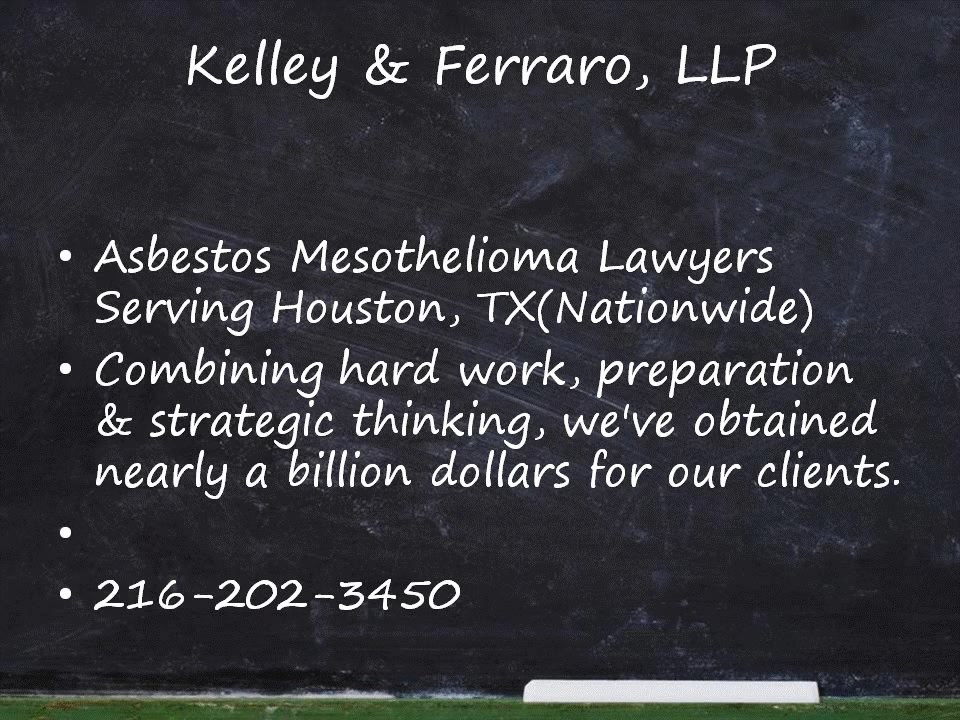 Kelley & Ferraro, LLP
• Asbestos Mesothelioma Lawyers
Serving Houston, TX(Nationwide)
• Combining hard work, preparation
& strategic thinking, we've obtained
nearly a billion dollars for our clients.
•
• 216-202-3450